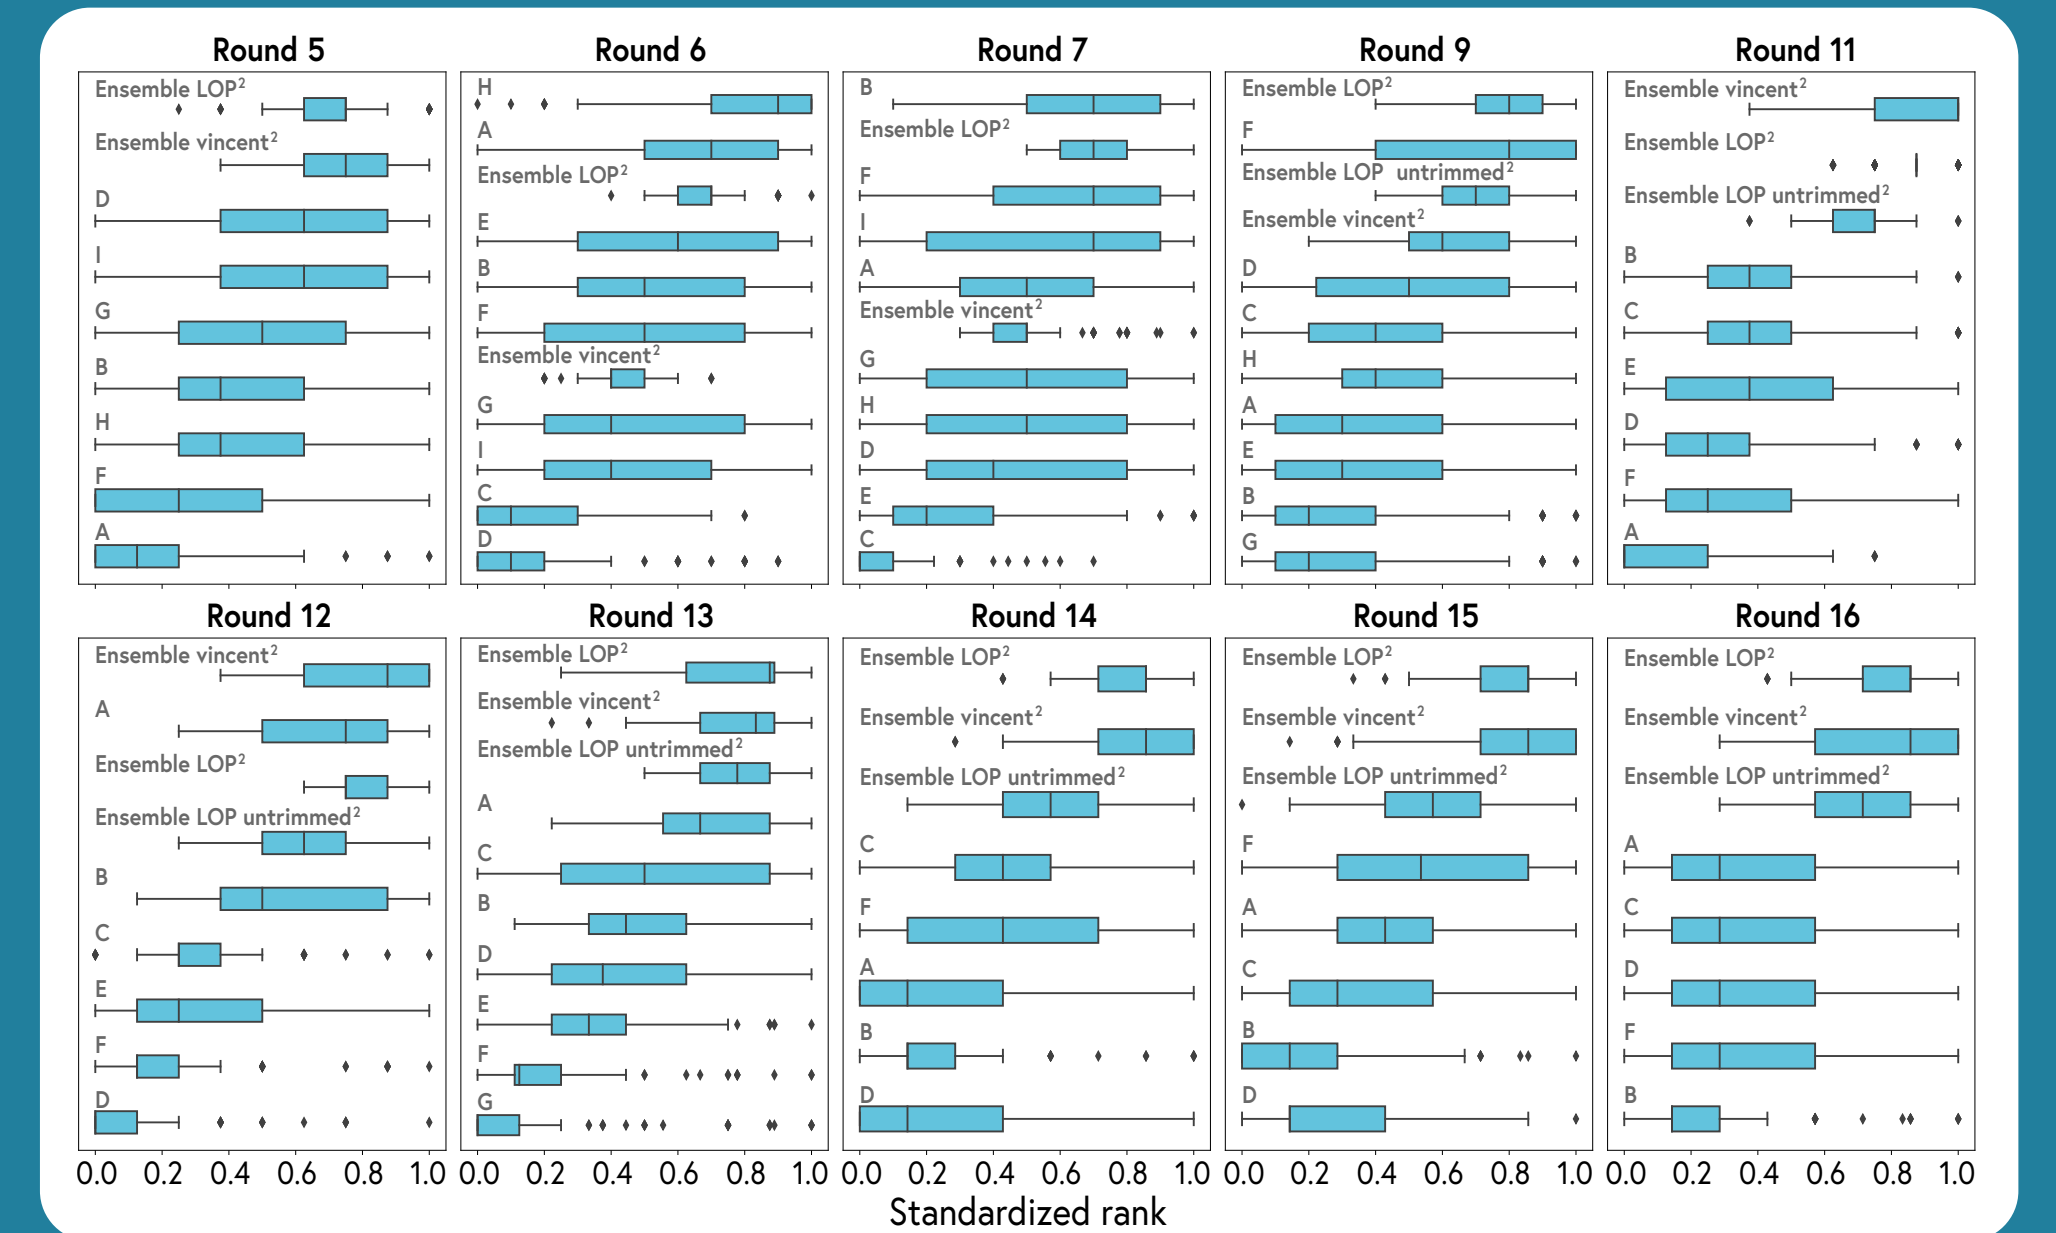 Round 5
Ensemble LOP²
Ensemble vincent²
D
I
G
B
H
F
A
Round 6
H
A
Ensemble LOP²
E
B
F
Ensemble vincent²
G
I
C
D
Round 7
B
Ensemble LOP²
F
I
A
Ensemble vincent²
G
H
D
E
C
Round 9
Ensemble LOP²
F
Ensemble LOP untrimmed²
Ensemble vincent²
D
C
H
A
E
B
G
Round 11
Ensemble vincent²
Ensemble LOP²
Ensemble LOP untrimmed²
B
C
E
D
F
A
Round 12
Ensemble vincent²
A
Ensemble LOP²
Ensemble LOP untrimmed²
B
C
E
F
D
0.0 0.2 0.4 0.6 0.8 1.0
Round 13
Ensemble LOP²
Ensemble vincent²
Ensemble LOP untrimmed²
A
C
B
D
E
F
G
0.0 0.2 0.4 0.6 0.8 1.0
Round 14
Ensemble LOP²
Ensemble vincent²
Ensemble LOP untrimmed²
C
F
A
B
D
0.0 0.2 0.4 0.6 0.8 1.0
Round 15
Ensemble LOP²
Ensemble vincent²
Ensemble LOP untrimmed²
F
A
C
B
D
0.0 0.2 0.4 0.6 0.8 1.0
Round 16
Ensemble LOP²
Ensemble vincent²
Ensemble LOP untrimmed²
A
C
D
F
B
0.0 0.2 0.4 0.6 0.8 1.0
Standardized rank